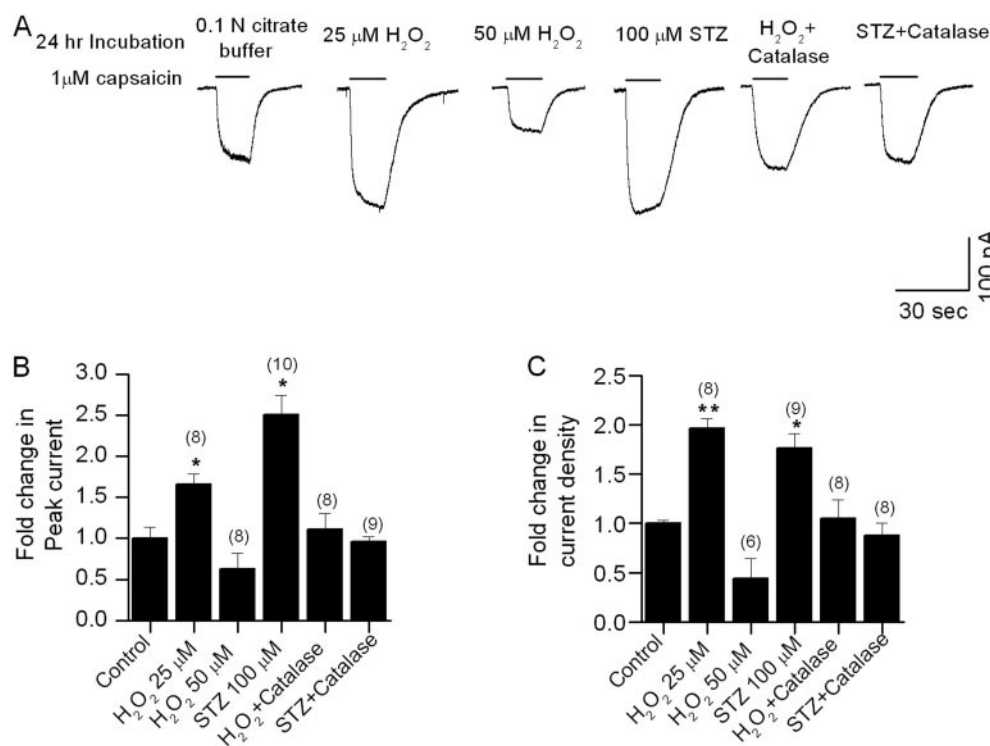 A
24 hr Incubation
1μM capsaicin
0.1 N citrate
buffer
25 μM H₂O₂
50 μM H₂O₂
100 μM STZ
H₂O₂+
Catalase
STZ+Catalase
100 pA
30 sec
B
Fold change in
Peak current
3.0
2.5
2.0
1.5
1.0
0.5
0.0
(8)
*
(8)
(10)
*
(8)
(9)
Control
H₂O₂ 25 μM
H₂O₂ 50 μM
STZ 100 μM
H₂O₂+Catalase
STZ+Catalase
C
Fold change in
current density
2.5
2.0
1.5
1.0
0.5
0.0
(8)
**
(6)
(9)
*
(8)
(8)
Control
H₂O₂ 25 μM
H₂O₂ 50 μM
STZ 100 μM
H₂O₂+Catalase
STZ+Catalase